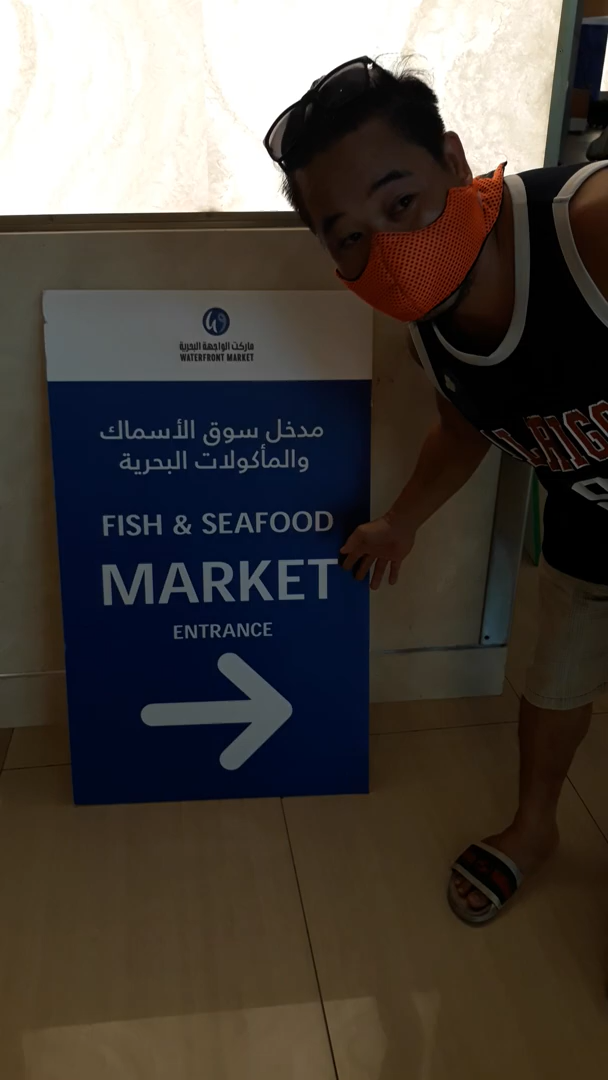 ماركت الواجهة البحرية
WATERFRONT MARKET
مدخل سوق الأسماك
والمأكولات البحرية
FISH & SEAFOOD
MARKET
ENTRANCE